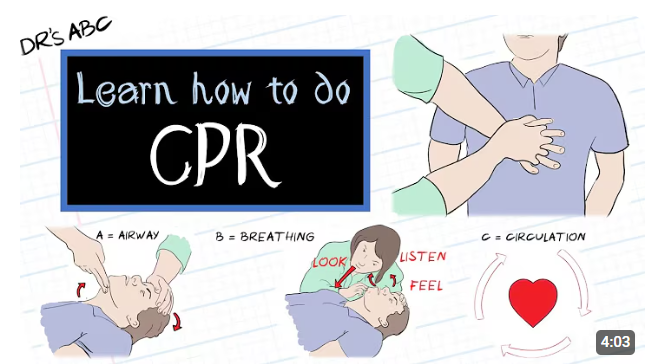 DR's ABC
Learn how to do
CPR
A = AIRWAY
B = BREATHING
C = CIRCULATION
LOOK
LISTEN
FEEL
4:03